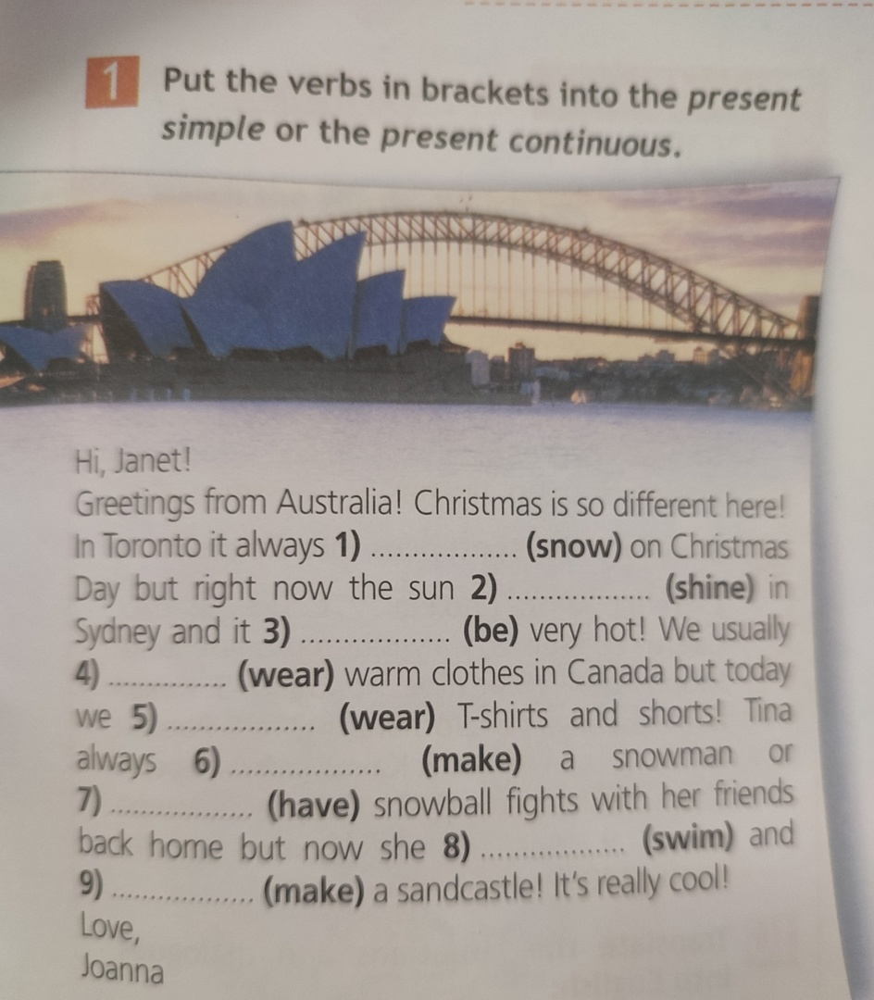 1 Put the verbs in brackets into the present
simple or the present continuous.
Hi, Janet!
Greetings from Australia! Christmas is so different here!
In Toronto it always 1) .................. (snow) on Christmas
Day but right now the sun 2) .................. (shine) in
Sydney and it 3) .................. (be) very hot! We usually
4) ............... (wear) warm clothes in Canada but today
we 5) .................. (wear) T-shirts and shorts! Tina
always 6) .................. (make) a snowman or
7) .................. (have) snowball fights with her friends
back home but now she 8) .................. (swim) and
9) .................. (make) a sandcastle! It's really cool!
Love,
Joanna